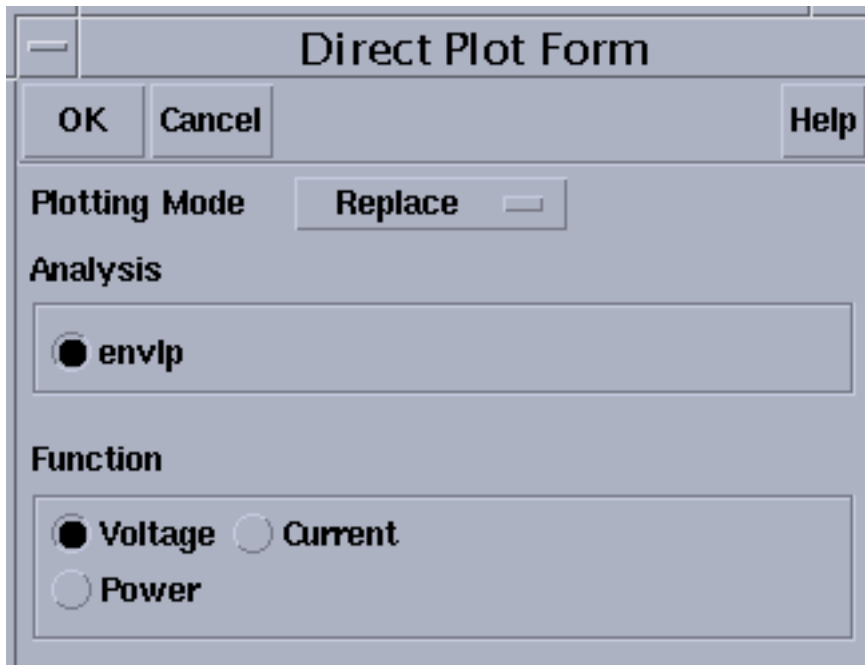 Direct Plot Form
OK Cancel Help
Plotting Mode Replace
Analysis
envlp
Function
Voltage Current
Power